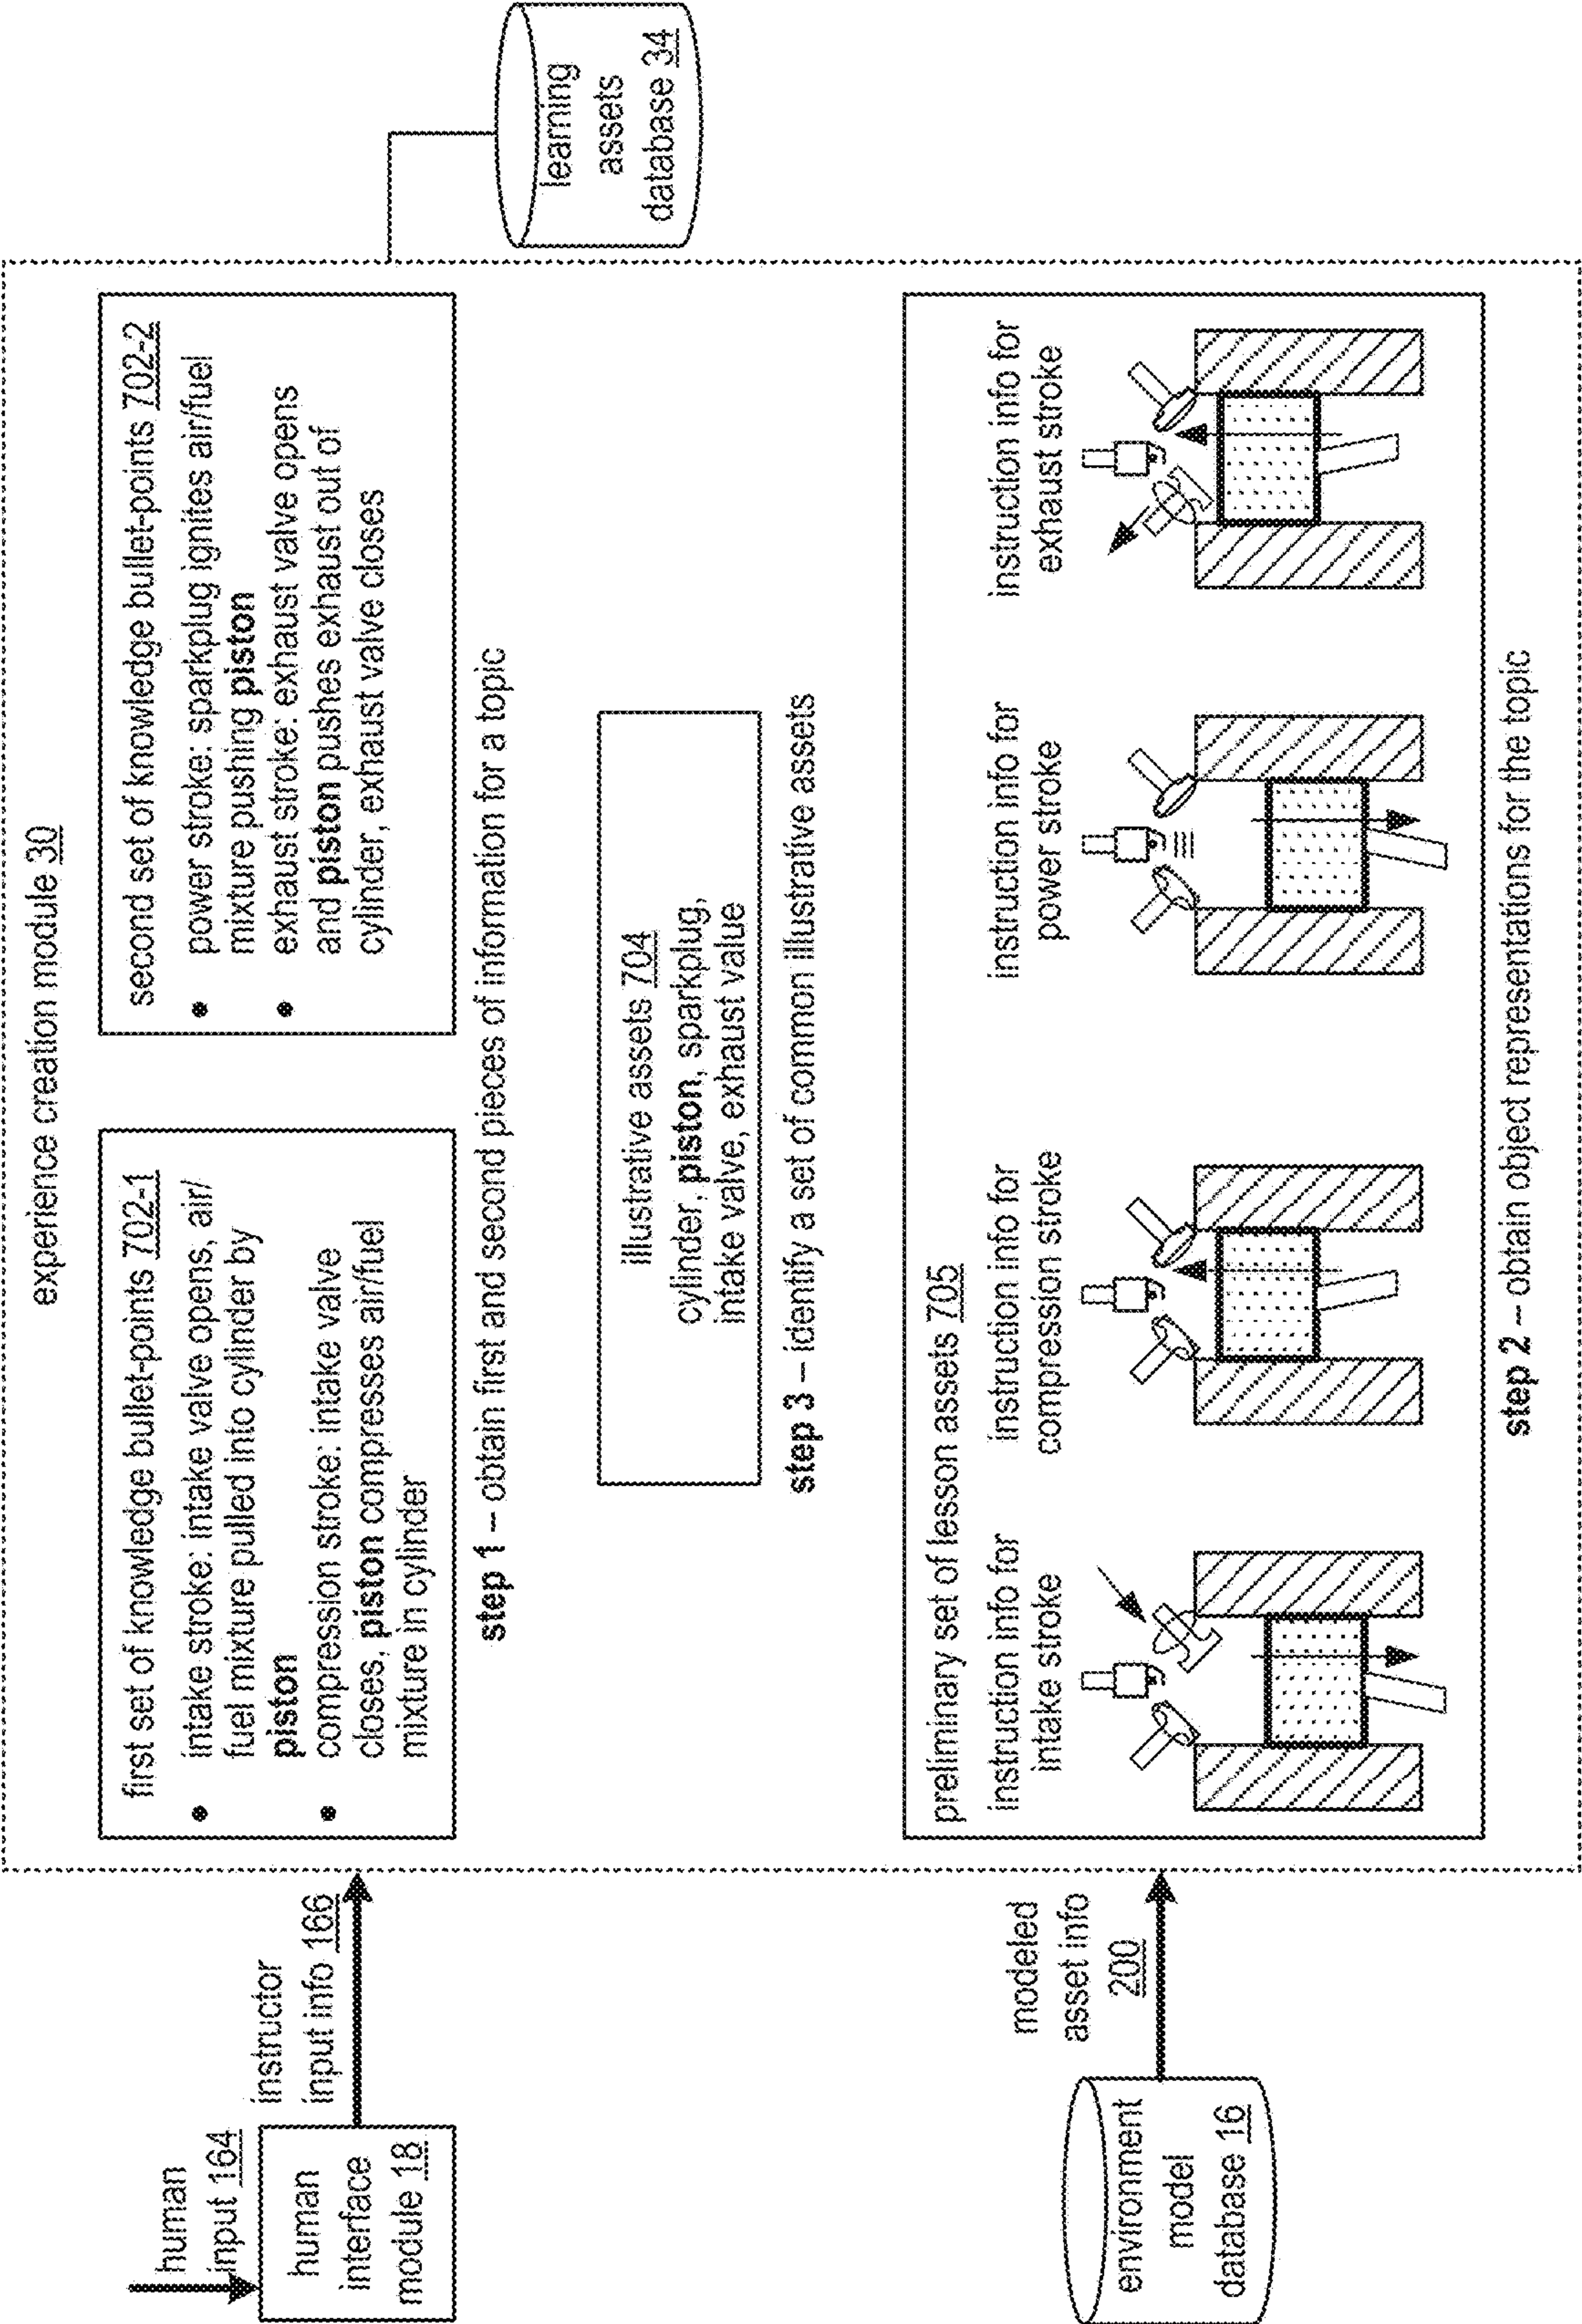 experience creation module 30
human
input 164
human
interface
module 18
instructor
input info 166
first set of knowledge bullet-points 702-1
• intake stroke: intake valve opens, air/
fuel mixture pulled into cylinder by
piston
• compression stroke: intake valve
closes, piston compresses air/fuel
mixture in cylinder
second set of knowledge bullet-points 702-2
• power stroke: sparkplug ignites air/fuel
mixture pushing piston
• exhaust stroke: exhaust valve opens
and piston pushes exhaust out of
cylinder, exhaust valve closes
step 1 – obtain first and second pieces of information for a topic
learning
assets
database 34
illustrative assets 704
cylinder, piston, sparkplug,
intake valve, exhaust value
step 3 – identify a set of common illustrative assets
environment
model
database 16
modeled
asset info
200
preliminary set of lesson assets 705
instruction info for
intake stroke
instruction info for
compression stroke
instruction info for
power stroke
instruction info for
exhaust stroke
step 2 – obtain object representations for the topic